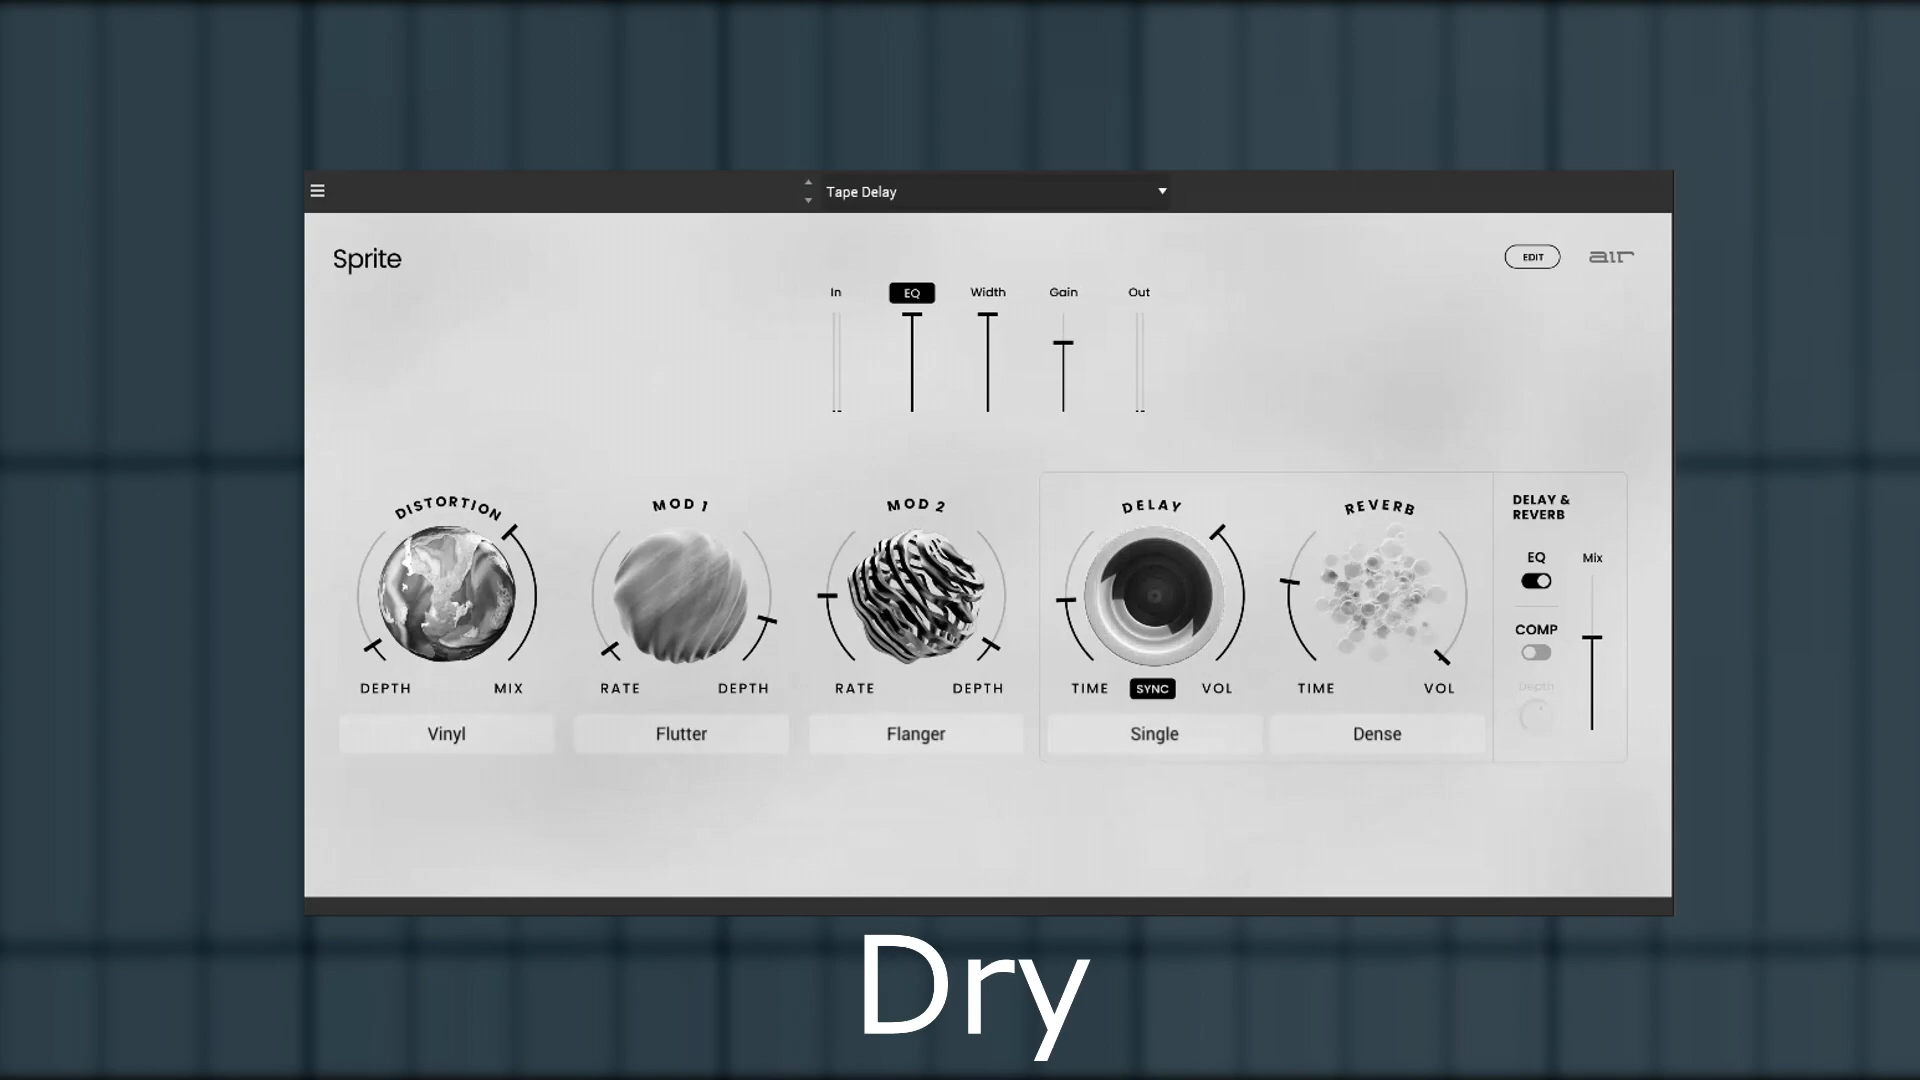 Tape Delay
Sprite
EDIT
air
In
EQ
Width
Gain
Out
DISTORTION
DEPTH
MIX
Vinyl
MOD 1
RATE
DEPTH
Flutter
MOD 2
RATE
DEPTH
Flanger
DELAY
TIME
SYNC
VOL
Single
REVERB
TIME
VOL
Dense
DELAY &
REVERB
EQ
Mix
COMP
Depth
Dry